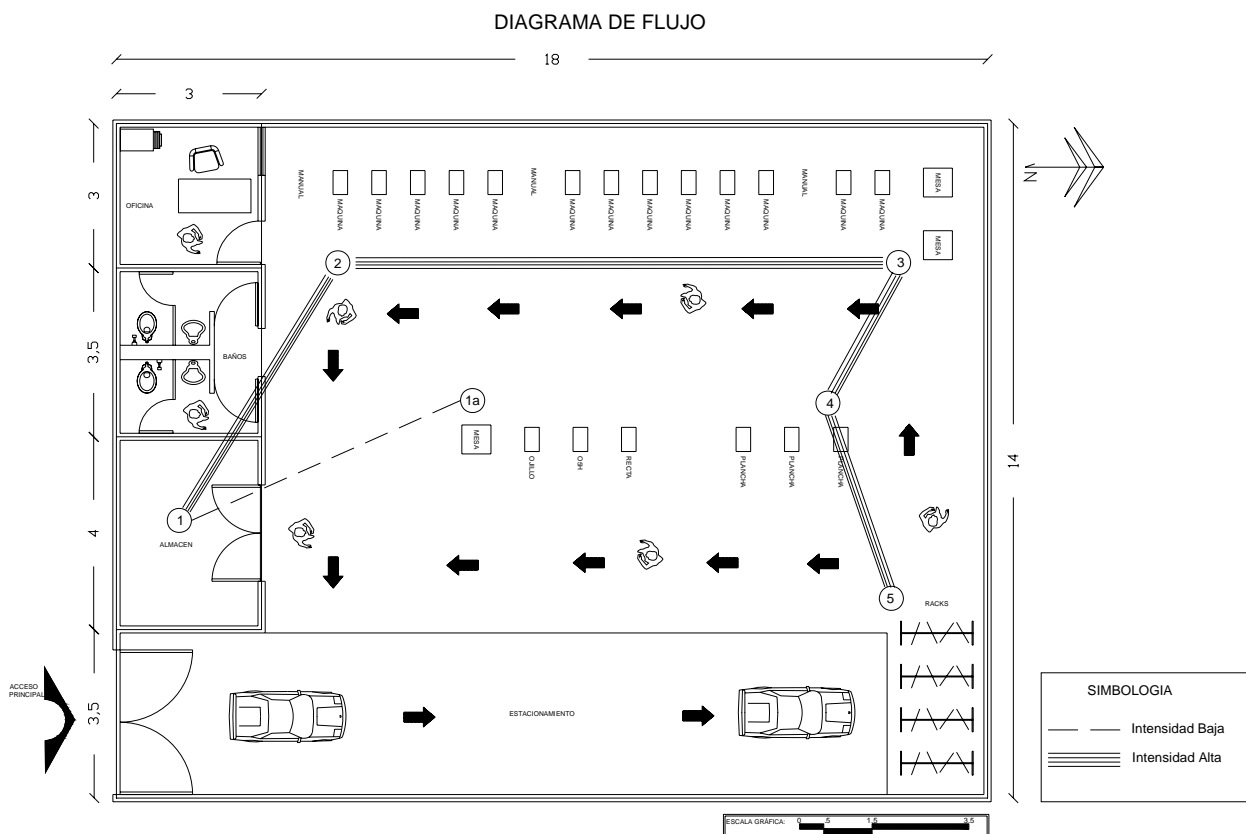 DIAGRAMA DE FLUJO
18
3
3
3,5
4
3,5
14
N
OFICINA
MANUAL
MAQUINA
MAQUINA
MAQUINA
MAQUINA
MAQUINA
MANUAL
MAQUINA
MAQUINA
MAQUINA
MAQUINA
MAQUINA
MAQUINA
MANUAL
MAQUINA
MAQUINA
MESA
MESA
2
3
BAÑOS
1a
4
MESA
OJILLO
OSH
RECTA
PLANCHA
PLANCHA
PLANCHA
1
ALMACEN
5
RACKS
ACCESO
PRINCIPAL
ESTACIONAMIENTO
SIMBOLOGIA
Intensidad Baja
Intensidad Alta
ESCALA GRÁFICA:
0 .5 1.5 3.5